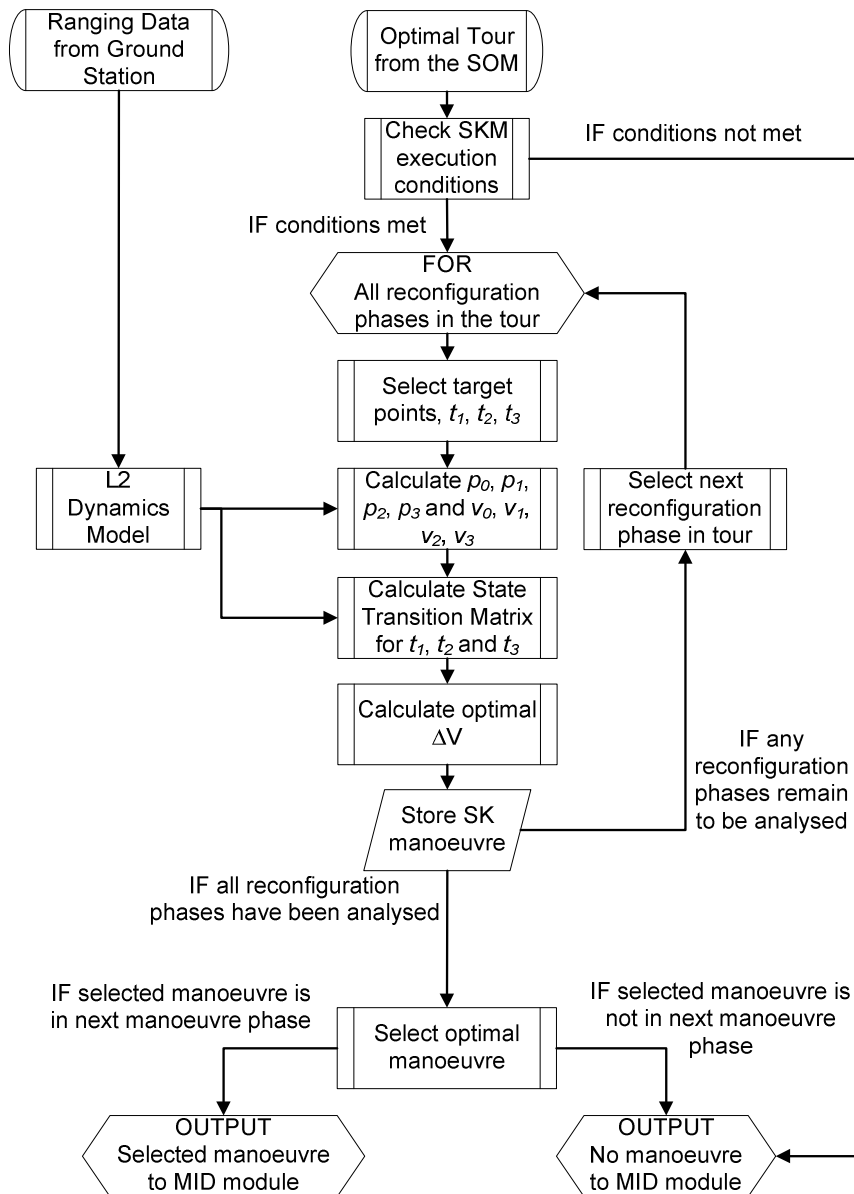 Ranging Data
from Ground
Station
Optimal Tour
from the SOM
Check SKM
execution
conditions
IF conditions not met
IF conditions met
FOR
All reconfiguration
phases in the tour
Select target
points, t1, t2, t3
L2
Dynamics
Model
Calculate p0, p1,
p2, p3 and v0, v1,
v2, v3
Select next
reconfiguration
phase in tour
Calculate State
Transition Matrix
for t1, t2 and t3
Calculate optimal
ΔV
IF any
reconfiguration
phases remain
to be analysed
Store SK
manoeuvre
IF all reconfiguration
phases have been analysed
IF selected manoeuvre is
in next manoeuvre phase
IF selected manoeuvre is
not in next manoeuvre
phase
Select optimal
manoeuvre
OUTPUT
Selected manoeuvre
to MID module
OUTPUT
No manoeuvre
to MID module